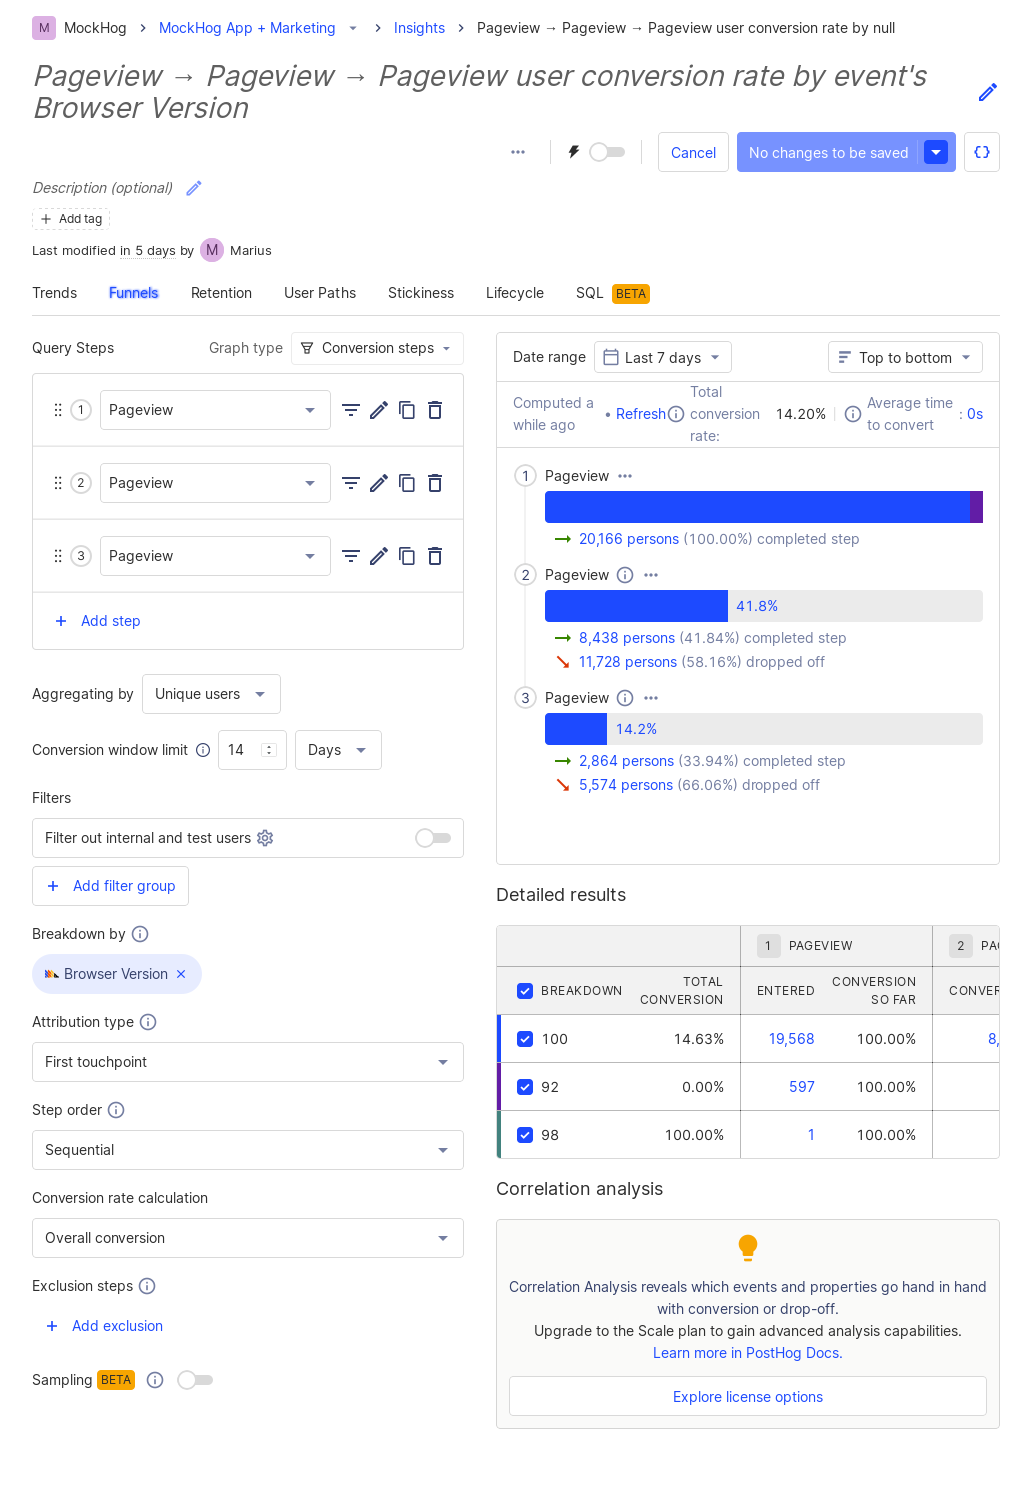 M MockHog > MockHog App + Marketing > Insights > Pageview → Pageview → Pageview user conversion rate by null
Pageview → Pageview → Pageview user conversion rate by event's
Browser Version
Cancel
No changes to be saved
Description (optional)
Add tag
Last modified in 5 days by M Marius
Trends Funnels Retention User Paths Stickiness Lifecycle SQL BETA
Query Steps
Graph type Conversion steps
1 Pageview
2 Pageview
3 Pageview
+ Add step
Aggregating by Unique users
Conversion window limit 14 Days
Filters
Filter out internal and test users
+ Add filter group
Breakdown by
Browser Version
Attribution type
First touchpoint
Step order
Sequential
Conversion rate calculation
Overall conversion
Exclusion steps
+ Add exclusion
Sampling BETA
Date range Last 7 days
Top to bottom
Computed a
while ago
• Refresh
Total
conversion
rate:
14.20%
Average time
to convert
: 0s
1 Pageview
20,166 persons (100.00%) completed step
2 Pageview
41.8%
8,438 persons (41.84%) completed step
11,728 persons (58.16%) dropped off
3 Pageview
14.2%
2,864 persons (33.94%) completed step
5,574 persons (66.06%) dropped off
Detailed results
1 PAGEVIEW 2
BREAKDOWN
TOTAL
CONVERSION
ENTERED
CONVERSION
SO FAR
100 14.63% 19,568 100.00%
92 0.00% 597 100.00%
98 100.00% 1 100.00%
Correlation analysis
Correlation Analysis reveals which events and properties go hand in hand
with conversion or drop-off.
Upgrade to the Scale plan to gain advanced analysis capabilities.
Learn more in PostHog Docs.
Explore license options